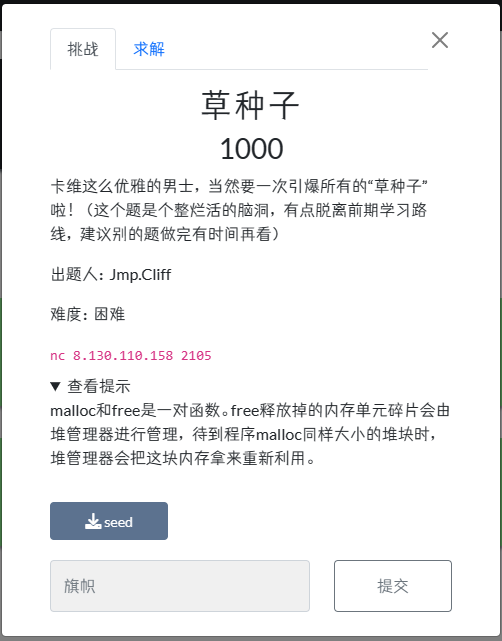 挑战 求解
草种子
1000
卡维这么优雅的男士，当然要一次引爆所有的“草种子”
啦！（这个题是个整烂活的脑洞，有点脱离前期学习路
线，建议别的题做完有时间再看）
出题人：Jmp.Cliff
难度：困难
nc 8.130.110.158 2105
▼ 查看提示
malloc和free是一对函数。free释放掉的内存单元碎片会由
堆管理器进行管理，待到程序malloc同样大小的堆块时，
堆管理器会把这块内存拿来重新利用。
seed
旗帜 提交